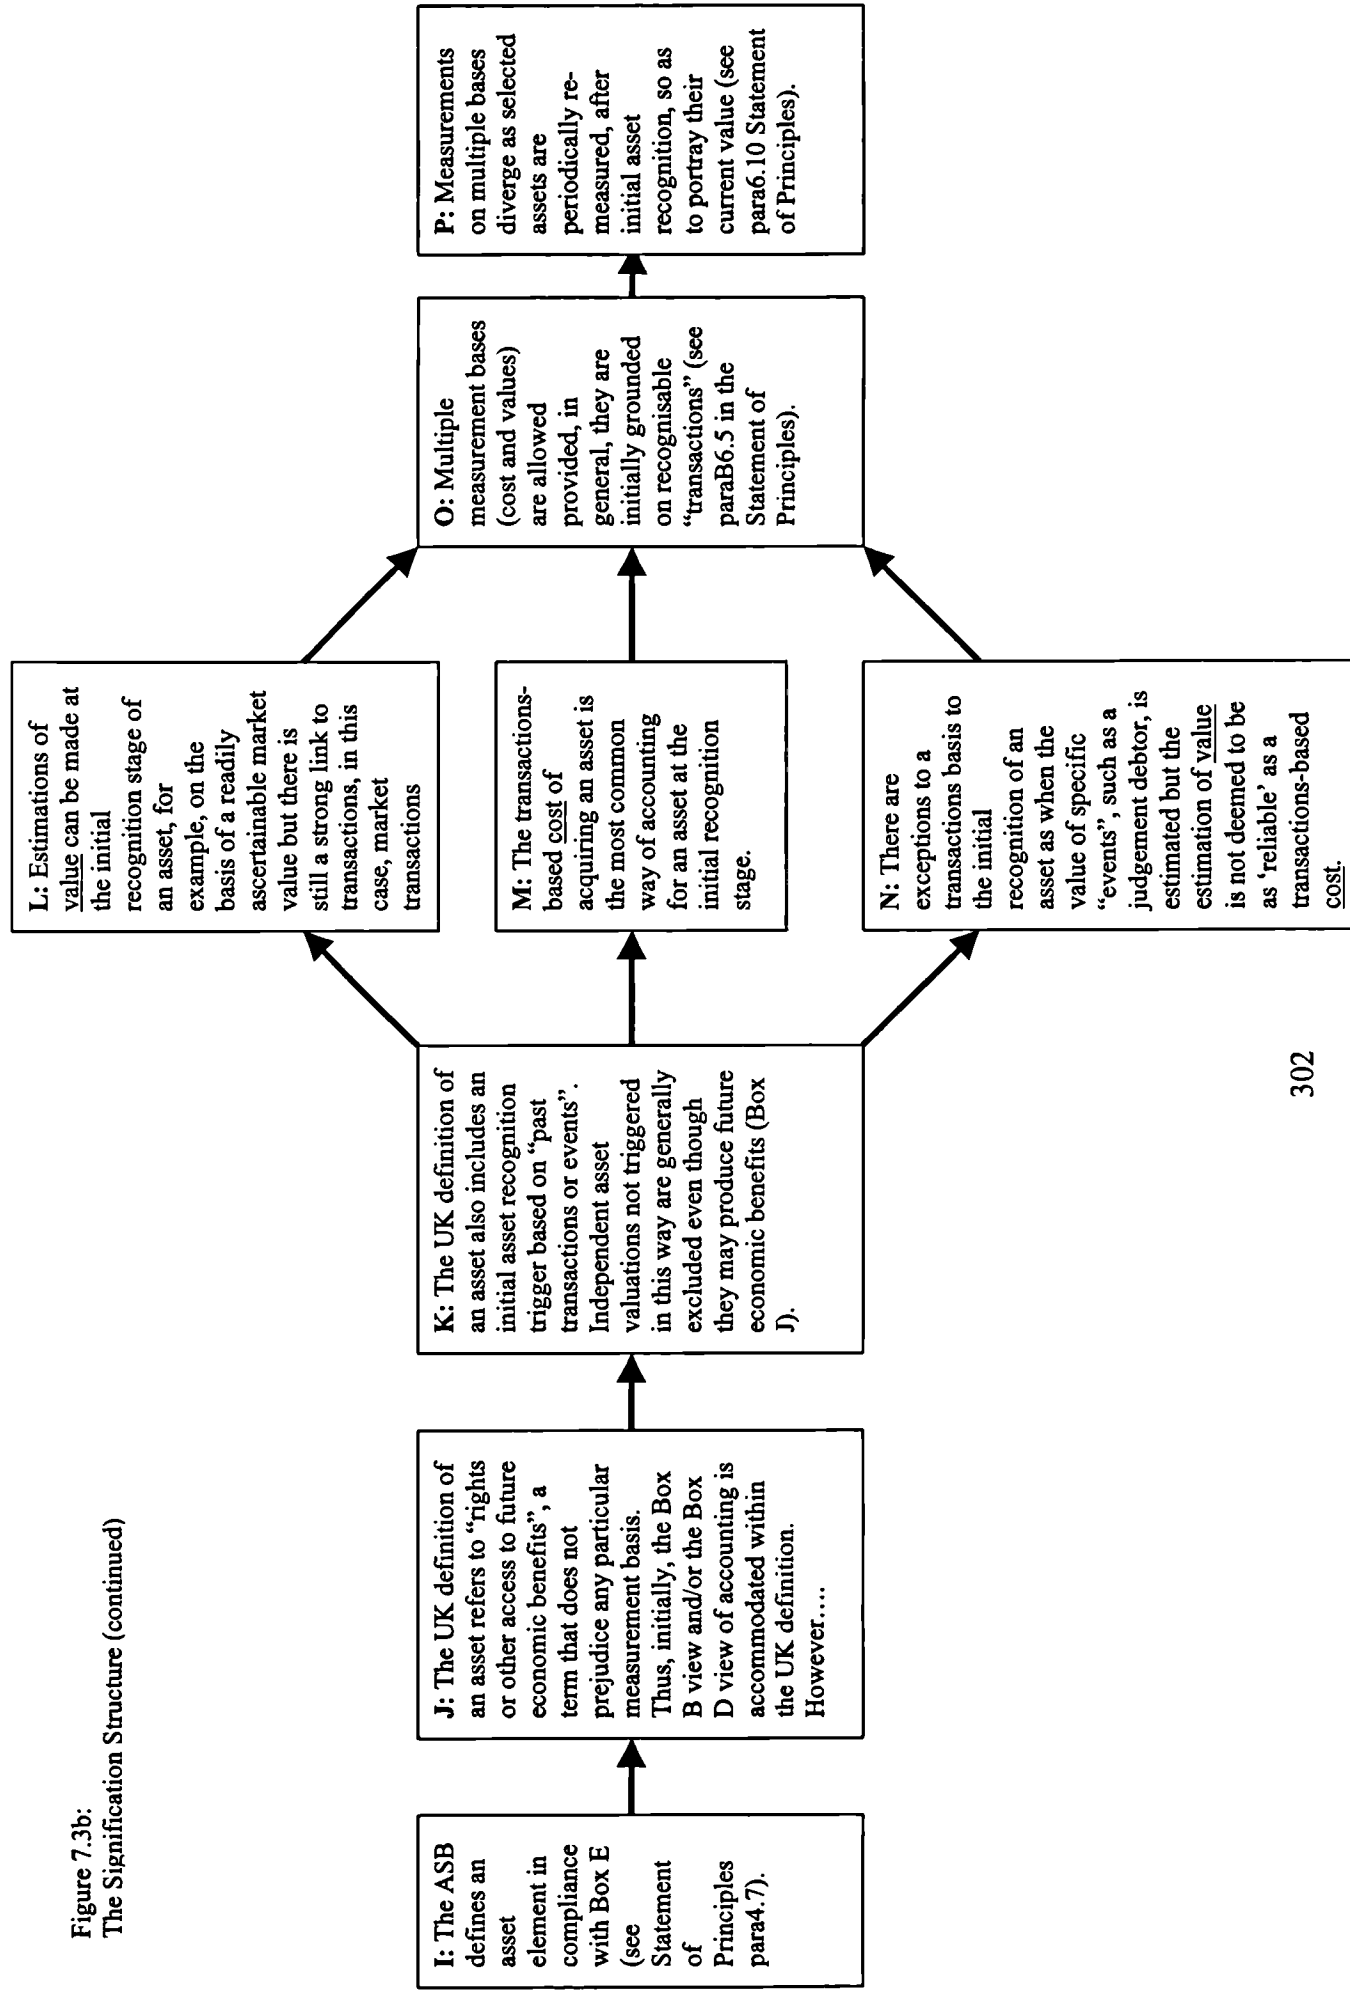 Figure 7.3b:
The Signification Structure (continued)
I: The ASB
defines an
asset
element in
compliance
with Box E
(see
Statement
of
Principles
para4.7).
J: The UK definition of
an asset refers to “rights
or other access to future
economic benefits”, a
term that does not
prejudice any particular
measurement basis.
Thus, initially, the Box
B view and/or the Box
D view of accounting is
accommodated within
the UK definition.
However....
K: The UK definition of
an asset also includes an
initial asset recognition
trigger based on “past
transactions or events”.
Independent asset
valuations not triggered
in this way are generally
excluded even though
they may produce future
economic benefits (Box
J).
L: Estimations of
value can be made at
the initial
recognition stage of
an asset, for
example, on the
basis of a readily
ascertainable market
value but there is
still a strong link to
transactions, in this
case, market
transactions
M: The transactions-
based cost of
acquiring an asset is
the most common
way of accounting
for an asset at the
initial recognition
stage.
N: There are
exceptions to a
transactions basis to
the initial
recognition of an
asset as when the
value of specific
“events”, such as a
judgement debtor, is
estimated but the
estimation of value
is not deemed to be
as ‘reliable’ as a
transactions-based
cost.
O: Multiple
measurement bases
(cost and values)
are allowed
provided, in
general, they are
initially grounded
on recognisable
“transactions” (see
paraB6.5 in the
Statement of
Principles).
P: Measurements
on multiple bases
diverge as selected
assets are
periodically re-
measured, after
initial asset
recognition, so as
to portray their
current value (see
para6.10 Statement
of Principles).
302